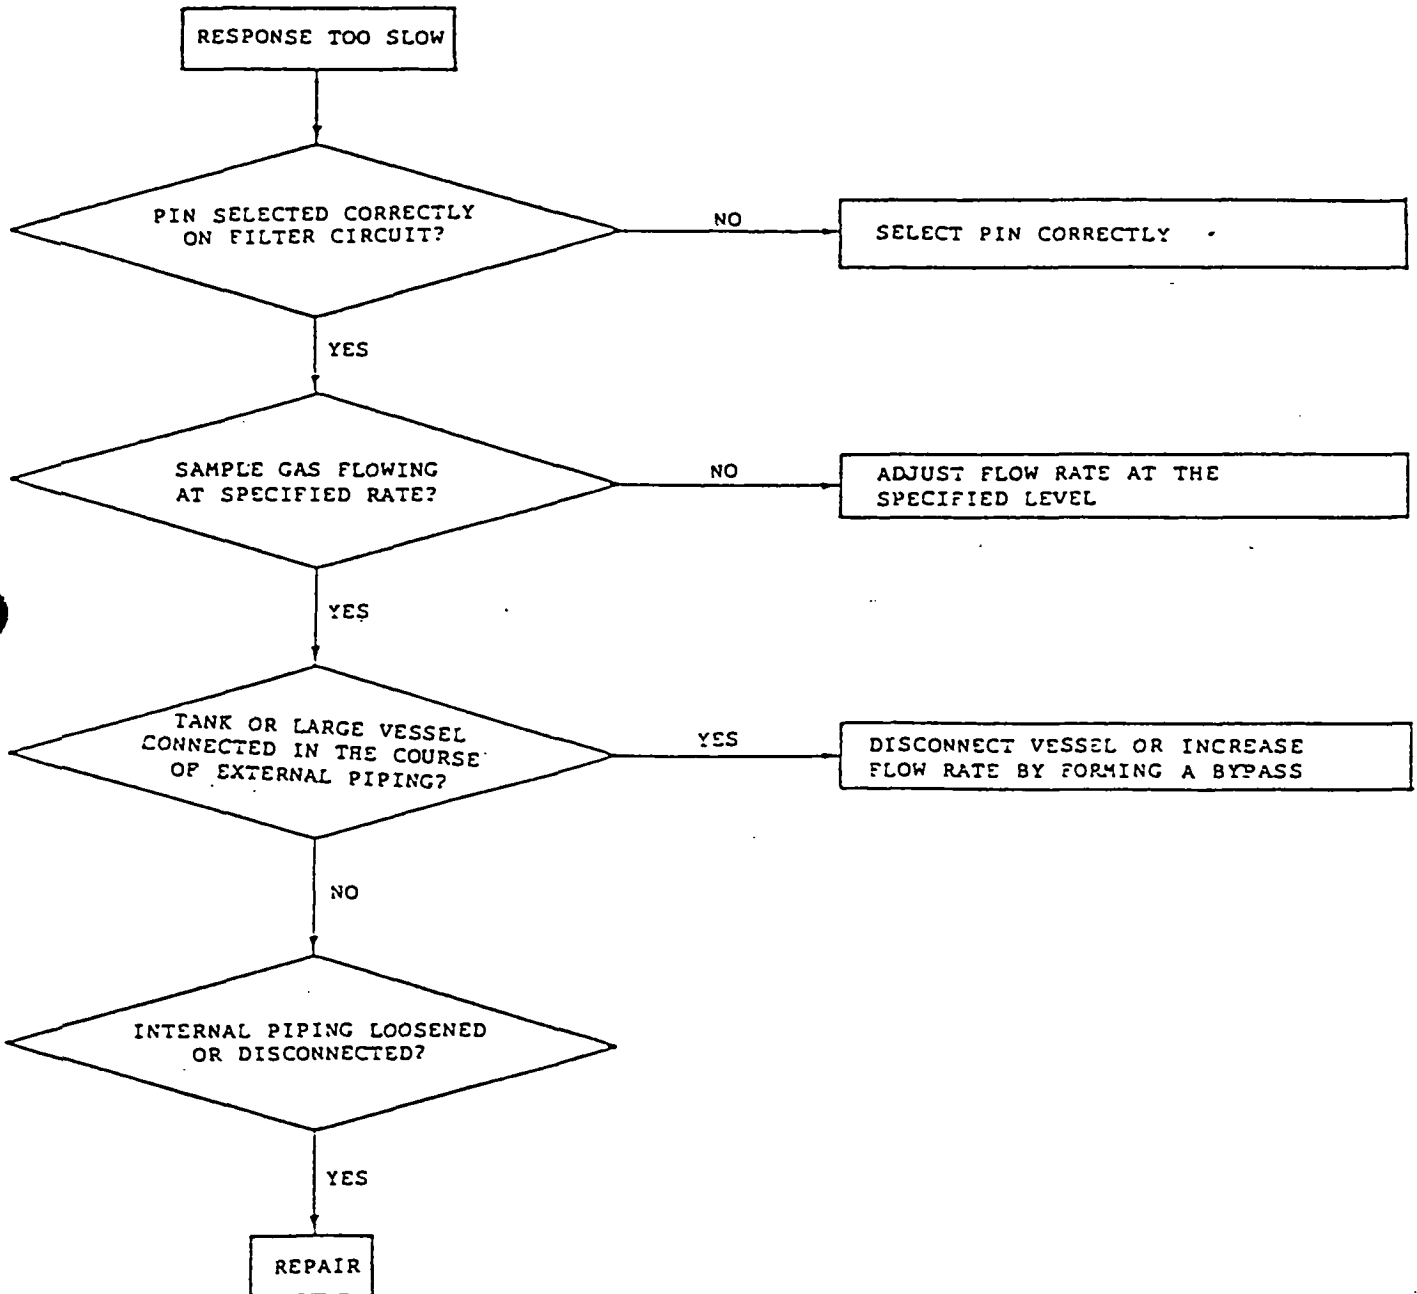 RESPONSE TOO SLOW
PIN SELECTED CORRECTLY
ON FILTER CIRCUIT?
NO
SELECT PIN CORRECTLY
YES
SAMPLE GAS FLOWING
AT SPECIFIED RATE?
NO
ADJUST FLOW RATE AT THE
SPECIFIED LEVEL
YES
TANK OR LARGE VESSEL
CONNECTED IN THE COURSE
OF EXTERNAL PIPING?
YES
DISCONNECT VESSEL OR INCREASE
FLOW RATE BY FORMING A BYPASS
NO
INTERNAL PIPING LOOSENED
OR DISCONNECTED?
YES
REPAIR